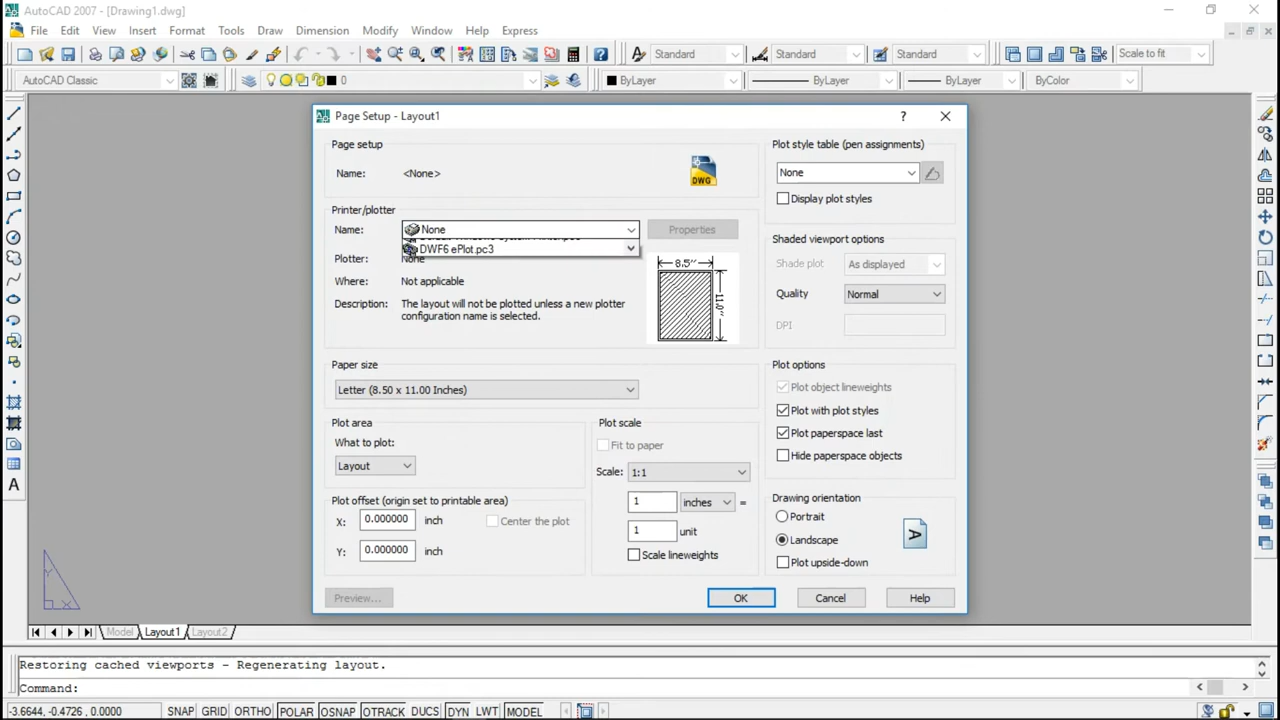 AutoCAD 2007 - [Drawing1.dwg]
File Edit View Insert Format Tools Draw Dimension Modify Window Help Express
Standard Standard Standard Scale to fit
AutoCAD Classic 0 ByLayer ByLayer ByLayer ByColor
Page Setup - Layout1
Page setup
Name: <None>
DWG
Printer/plotter
Name: None
DWF6 ePlot.pc3
Plotter: None
Where: Not applicable
Description: The layout will not be plotted unless a new plotter
configuration name is selected.
Properties
8.5''
11.0''
Paper size
Letter (8.50 x 11.00 Inches)
Plot area
What to plot:
Layout
Plot offset (origin set to printable area)
X: 0.000000 inch Center the plot
Y: 0.000000 inch
Plot scale
Fit to paper
Scale: 1:1
1 inches =
1 unit
Scale lineweights
Plot style table (pen assignments)
None
Display plot styles
Shaded viewport options
Shade plot As displayed
Quality Normal
DPI
Plot options
Plot object lineweights
Plot with plot styles
Plot paperspace last
Hide paperspace objects
Drawing orientation
Portrait
Landscape
Plot upside-down
A
Preview... OK Cancel Help
Y
X
Model Layout1 Layout2
Restoring cached viewports - Regenerating layout.
Command:
-3.6644, -0.4726, 0.0000 SNAP GRID ORTHO POLAR OSNAP OTRACK DUCS DYN LWT MODEL